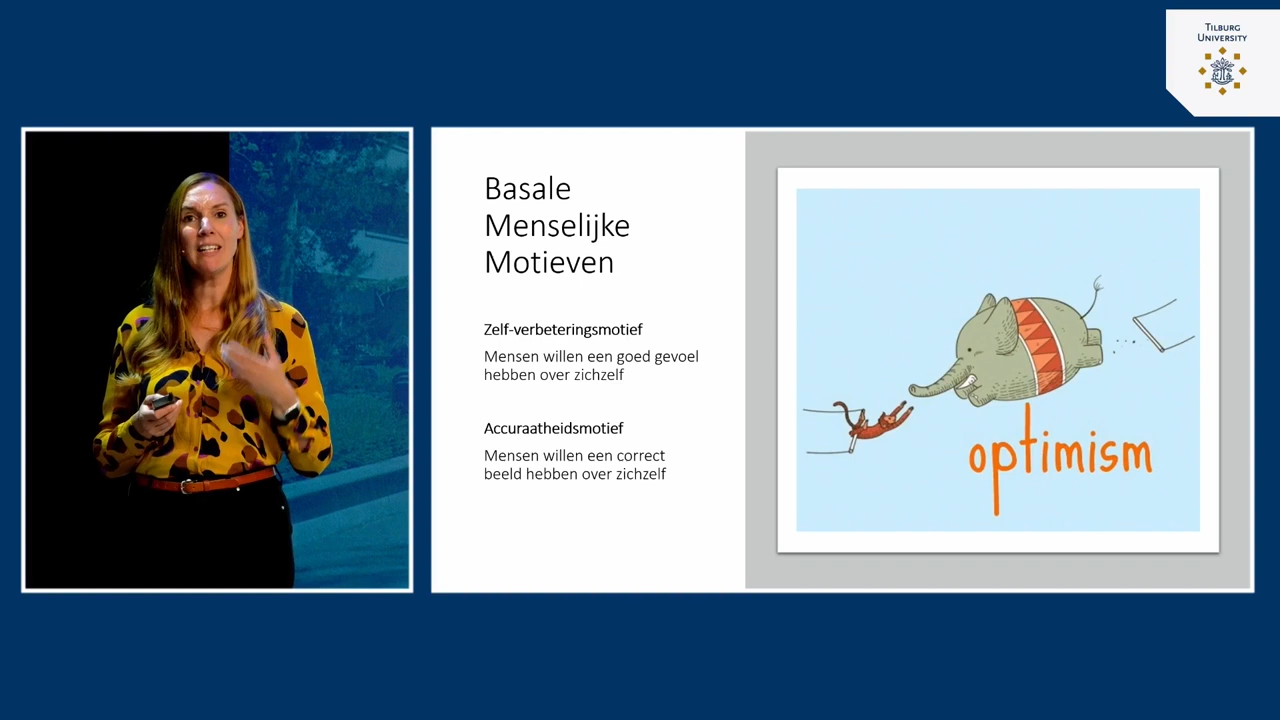 TILBURG
UNIVERSITY
Basale
Menselijke
Motieven
Zelf-verbeteringsmotief
Mensen willen een goed gevoel
hebben over zichzelf
Accuraatheidsmotief
Mensen willen een correct
beeld hebben over zichzelf
optimism